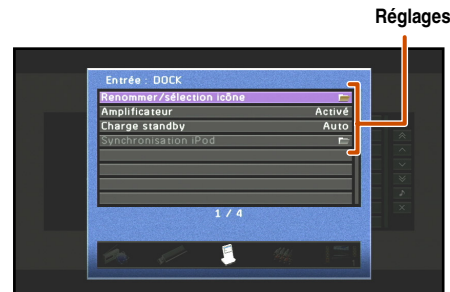 Réglages
Entrée : DOCK
Renommer/sélection icône
Amplificateur Activé
Charge standby Auto
Synchronisation iPod
1 / 4